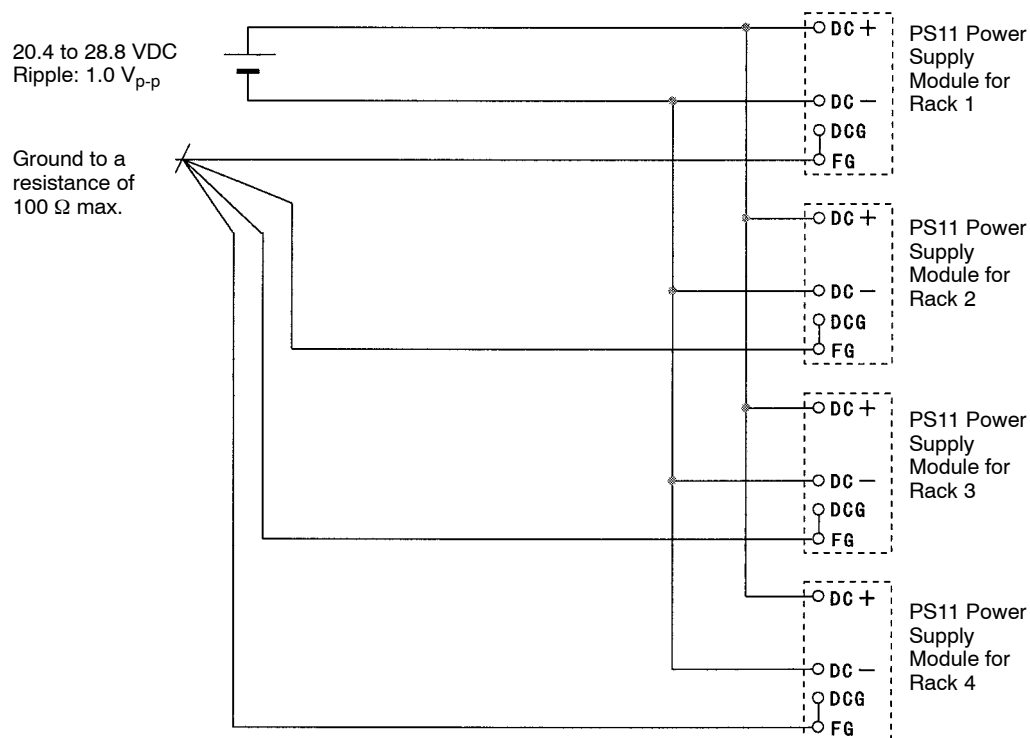 20.4 to 28.8 VDC
Ripple: 1.0 Vp-p
Ground to a
resistance of
100 Ω max.
DC +
DC −
DCG
FG
PS11 Power
Supply
Module for
Rack 1
DC +
DC −
DCG
FG
PS11 Power
Supply
Module for
Rack 2
DC +
DC −
DCG
FG
PS11 Power
Supply
Module for
Rack 3
DC +
DC −
DCG
FG
PS11 Power
Supply
Module for
Rack 4